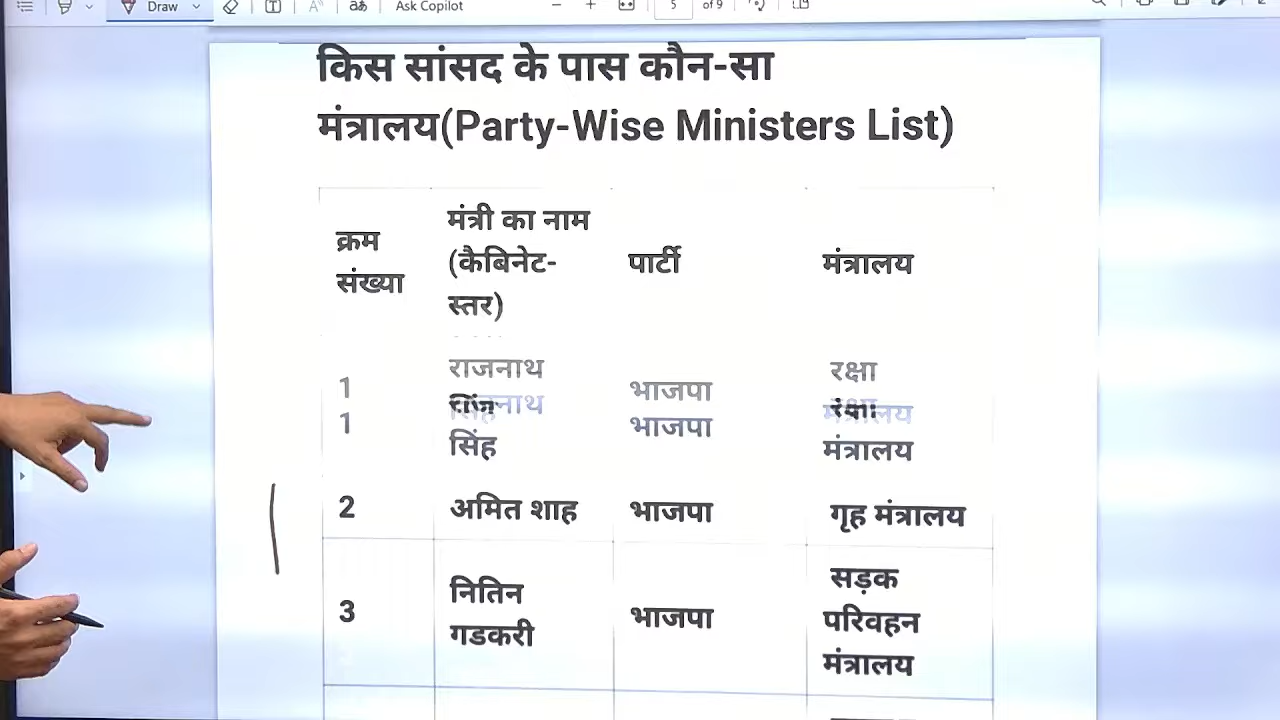 Draw
Ask Copilot
5 of 9
किस सांसद के पास कौन-सा
मंत्रालय(Party-Wise Ministers List)
क्रम
संख्या
मंत्री का नाम
(कैबिनेट-
स्तर)
पार्टी
मंत्रालय
1
राजनाथ
सिंह
भाजपा
रक्षा
मंत्रालय
1
भाजपा
2
अमित शाह
भाजपा
गृह मंत्रालय
3
नितिन
गडकरी
भाजपा
सड़क
परिवहन
मंत्रालय